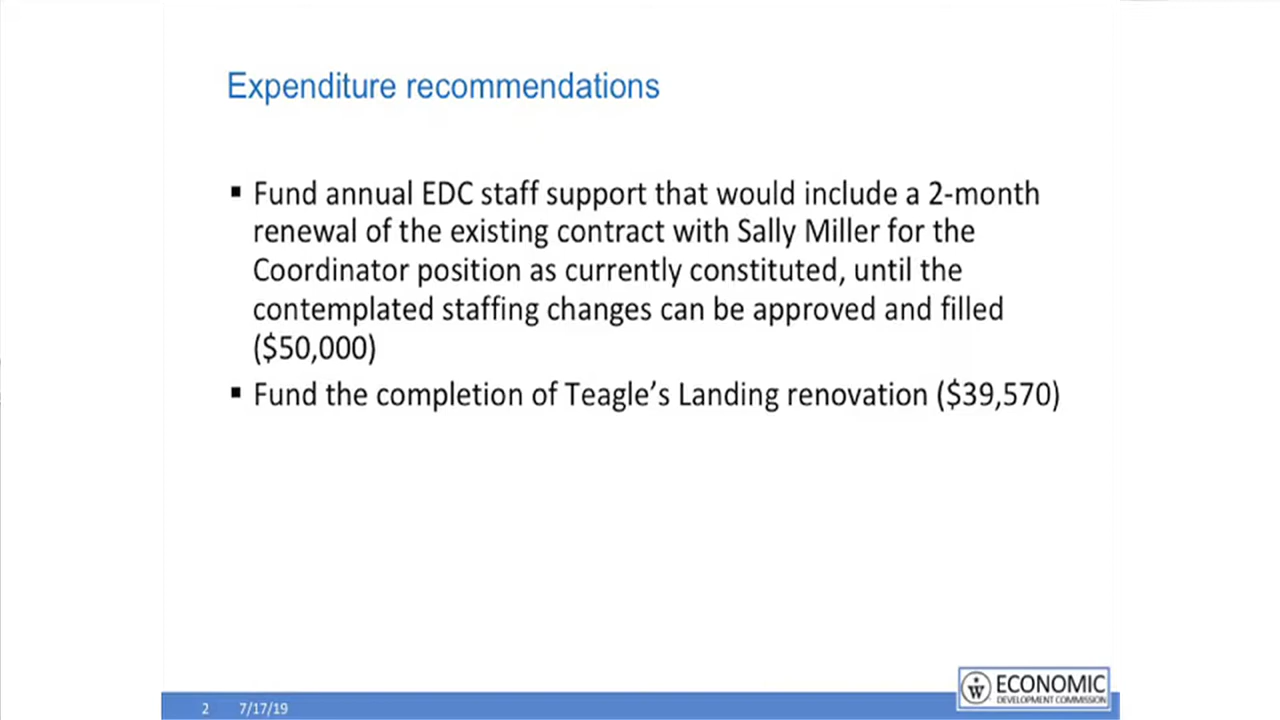 Expenditure recommendations
▪ Fund annual EDC staff support that would include a 2-month
renewal of the existing contract with Sally Miller for the
Coordinator position as currently constituted, until the
contemplated staffing changes can be approved and filled
($50,000)
▪ Fund the completion of Teagle’s Landing renovation ($39,570)
2 7/17/19
W ECONOMIC
DEVELOPMENT COMMISSION